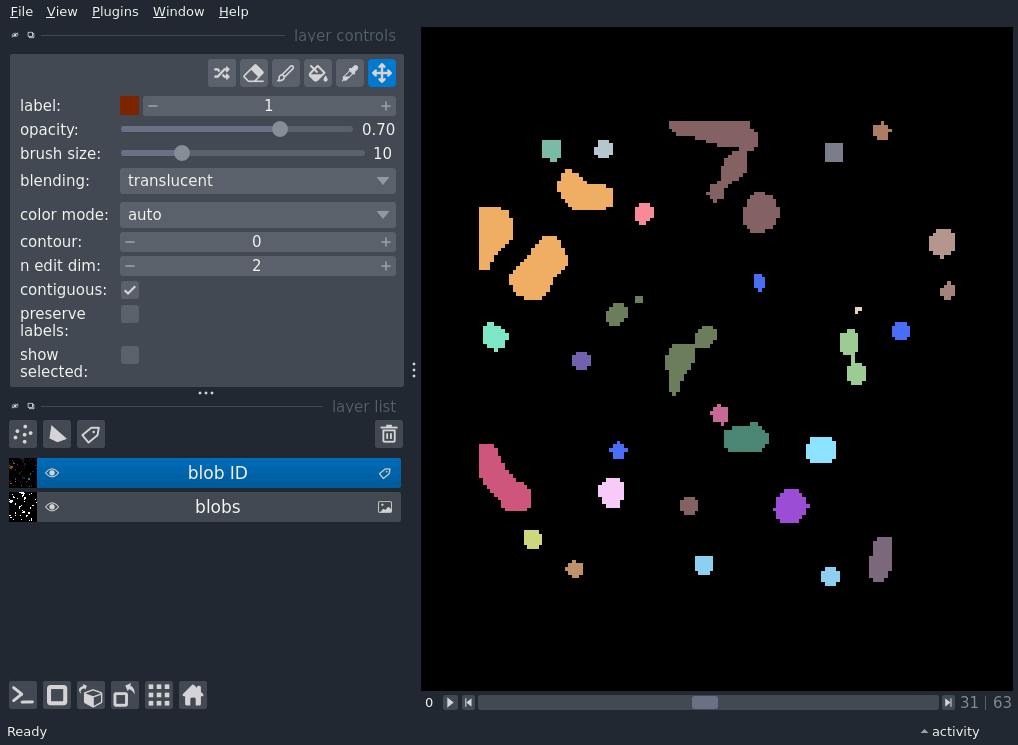 File View Plugins Window Help
layer controls
label: 1
opacity: 0.70
brush size: 10
blending: translucent
color mode: auto
contour: 0
n edit dim: 2
contiguous:
preserve
labels:
show
selected:
layer list
blob ID
blobs
0 31 | 63
Ready activity